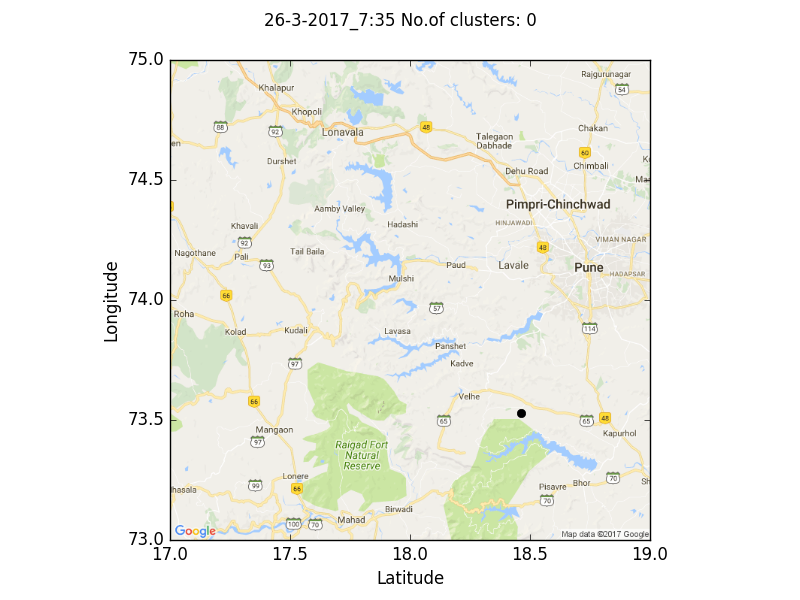 26-3-2017_7:35 No.of clusters: 0
75.0
Rajgurunagar
54
Khalapur
Khopoli
88
92
Lonavala
48
Talegaon
Dabhade
Chakan
60
en
Durshet
Chimbali
Dehu Road
74.5
Aamby Valley
Pimpri-Chinchwad
Khavali
Hadashi
HINJAWADI
92
48
VIMAN NAGAR
Nagothane
Pali
Tail Baila
93
Paud
Lavale
Pune
HADAPSAR
Mulshi
66
74.0
57
Roha
Kolad
Kudali
Lavasa
114
Panshet
97
Kadve
Velhe
66
73.5
65
65
48
Mangaon
97
Kapurhol
Raigad Fort
Natural
Reserve
Lonere
99
66
70
hasala
Pisavre
Bhor
Sh
70
Birwadi
Mahad
100
70
Google
Map data ©2017 Google
73.0
17.0
17.5
18.0
18.5
19.0
Latitude
Longitude